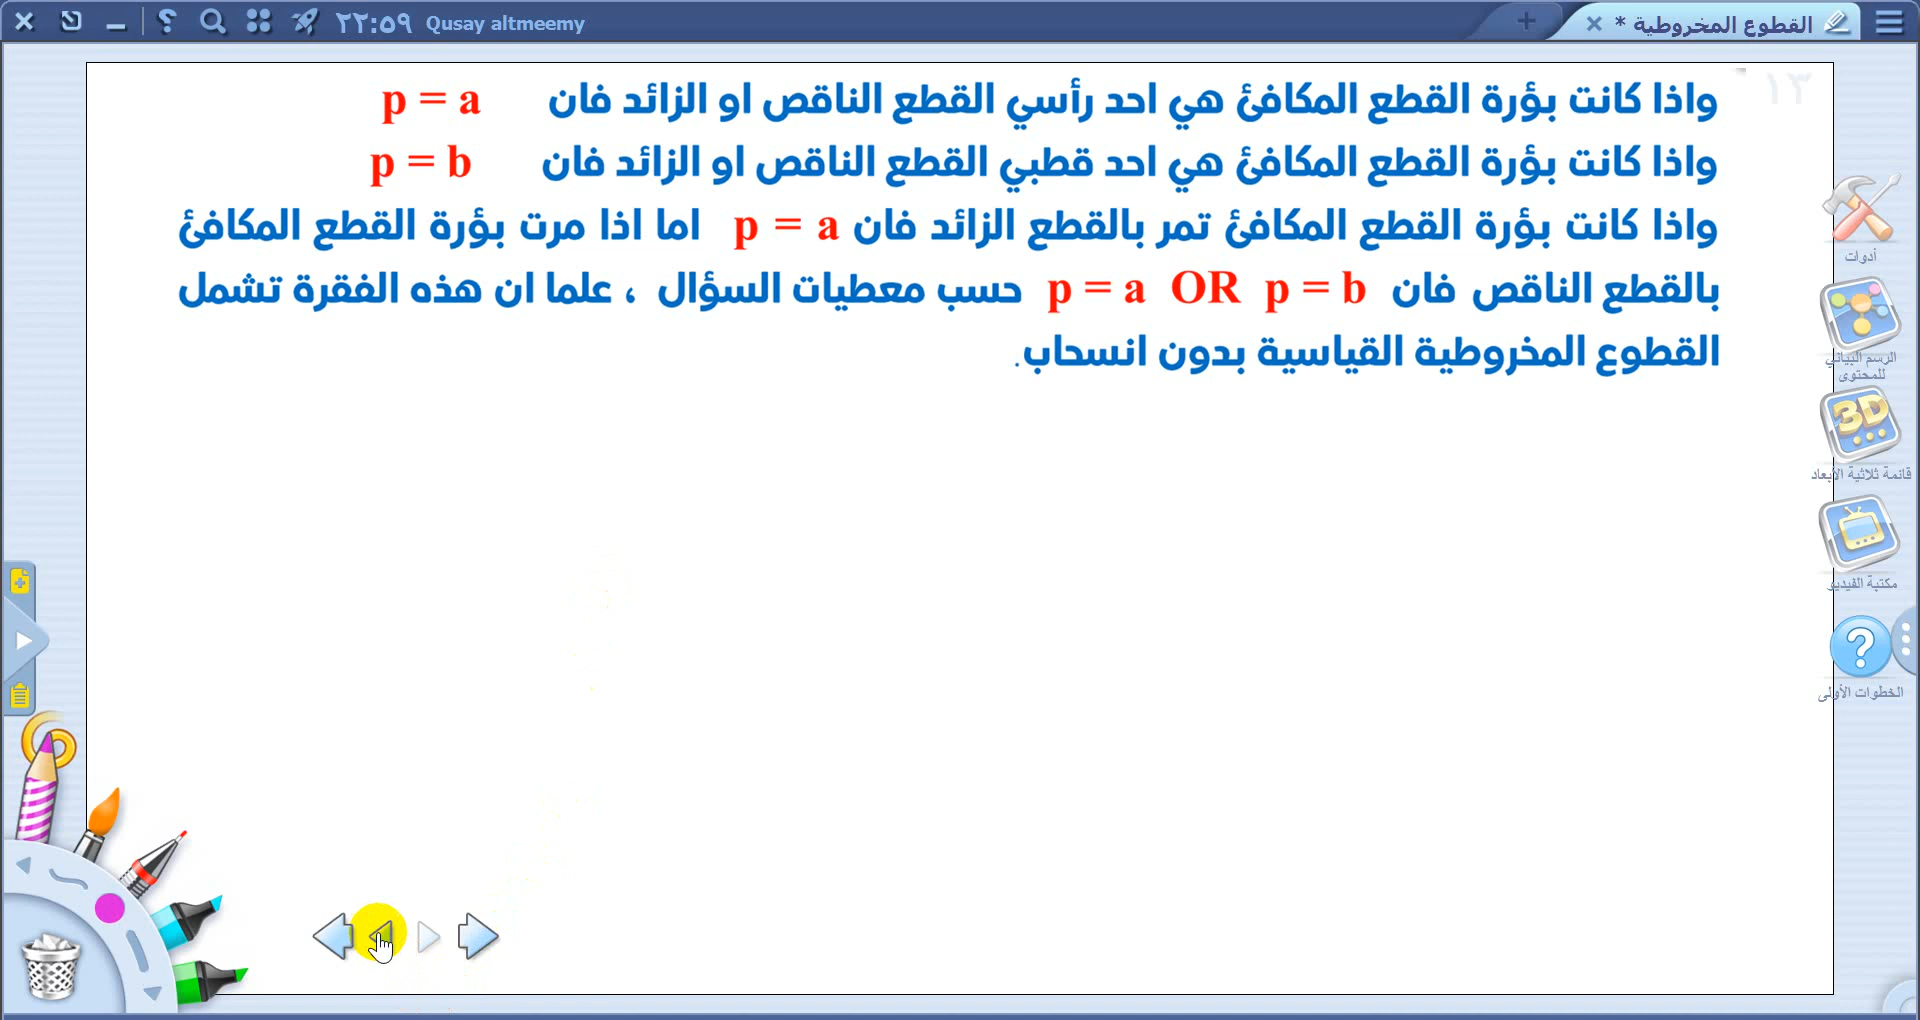 ٢٢:٥٩ Qusay altmeemy
القطوع المخروطية *
١٣
واذا كانت بؤرة القطع المكافئ هي احد رأسي القطع الناقص او الزائد فان p = a
واذا كانت بؤرة القطع المكافئ هي احد قطبي القطع الناقص او الزائد فان p = b
واذا كانت بؤرة القطع المكافئ تمر بالقطع الزائد فان p = a اما اذا مرت بؤرة القطع المكافئ
بالقطع الناقص فان p = a OR p = b حسب معطيات السؤال ، علما ان هذه الفقرة تشمل
القطوع المخروطية القياسية بدون انسحاب.
أدوات
الرسم البياني
للمحتوى
3D
قائمة ثلاثية الأبعاد
مكتبة الفيديو
الخطوات الأولى